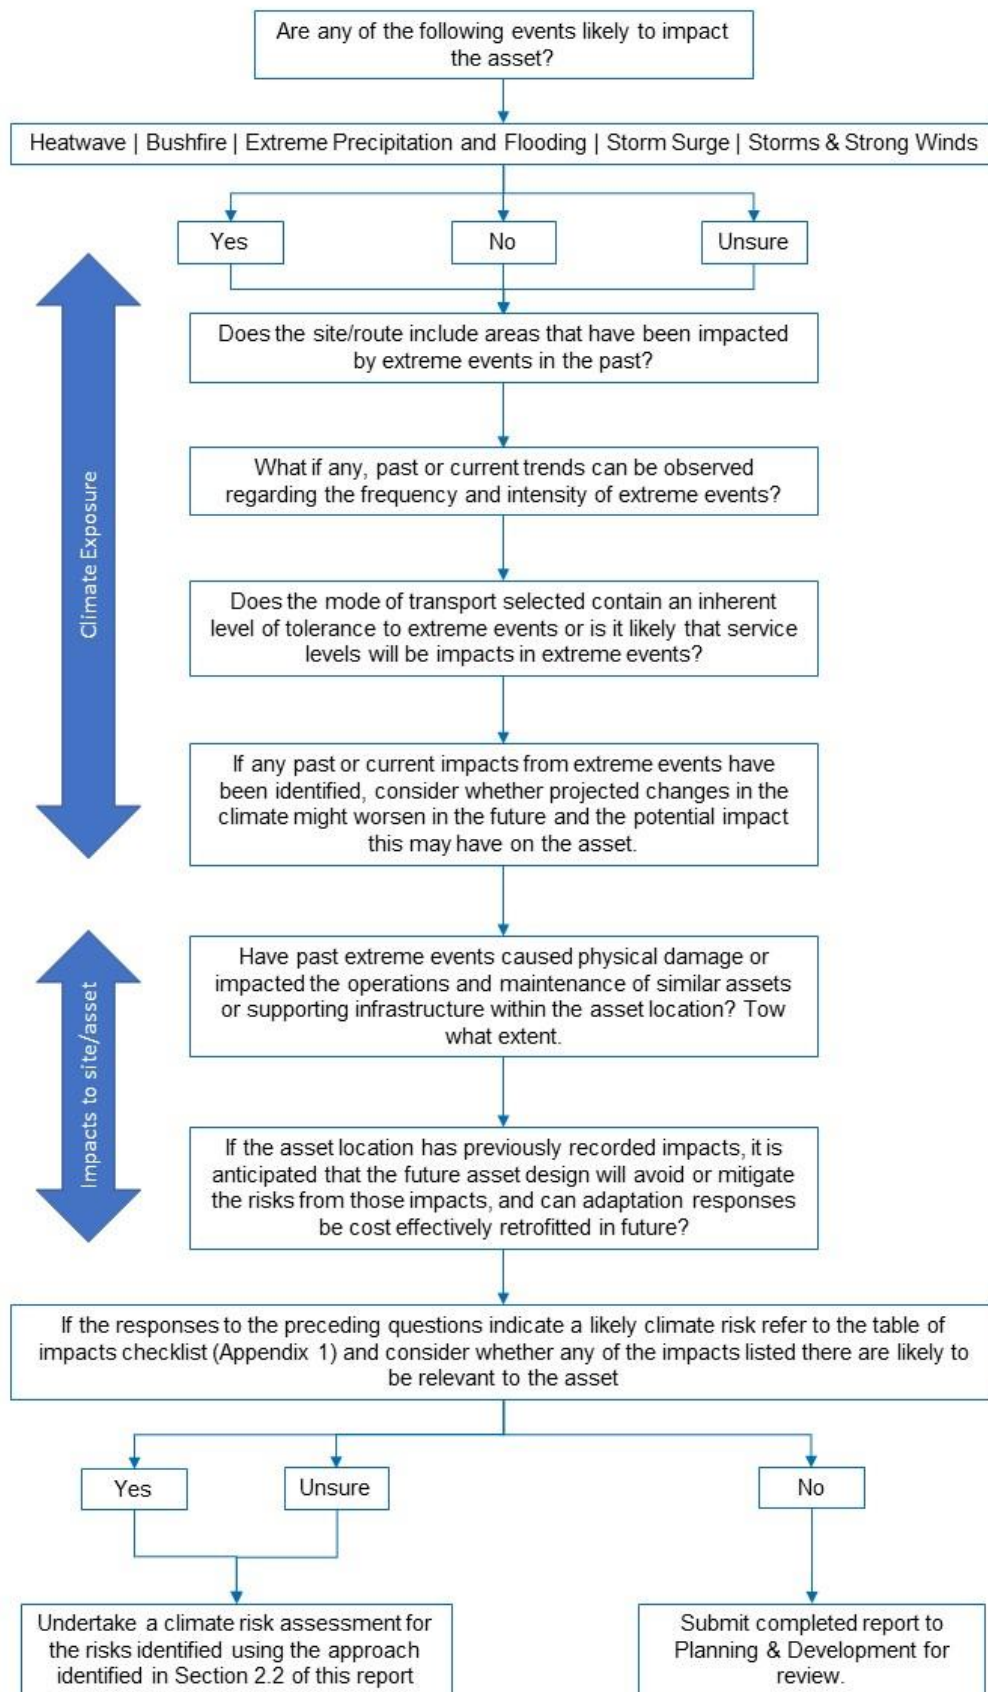 Are any of the following events likely to impact
the asset?
Heatwave | Bushfire | Extreme Precipitation and Flooding | Storm Surge | Storms & Strong Winds
Yes
No
Unsure
Climate Exposure
Does the site/route include areas that have been impacted
by extreme events in the past?
What if any, past or current trends can be observed
regarding the frequency and intensity of extreme events?
Does the mode of transport selected contain an inherent
level of tolerance to extreme events or is it likely that service
levels will be impacts in extreme events?
If any past or current impacts from extreme events have
been identified, consider whether projected changes in the
climate might worsen in the future and the potential impact
this may have on the asset.
Impacts to site/asset
Have past extreme events caused physical damage or
impacted the operations and maintenance of similar assets
or supporting infrastructure within the asset location? Tow
what extent.
If the asset location has previously recorded impacts, it is
anticipated that the future asset design will avoid or mitigate
the risks from those impacts, and can adaptation responses
be cost effectively retrofitted in future?
If the responses to the preceding questions indicate a likely climate risk refer to the table of
impacts checklist (Appendix 1) and consider whether any of the impacts listed there are likely to
be relevant to the asset
Yes
Unsure
No
Undertake a climate risk assessment for
the risks identified using the approach
identified in Section 2.2 of this report
Submit completed report to
Planning & Development for
review.